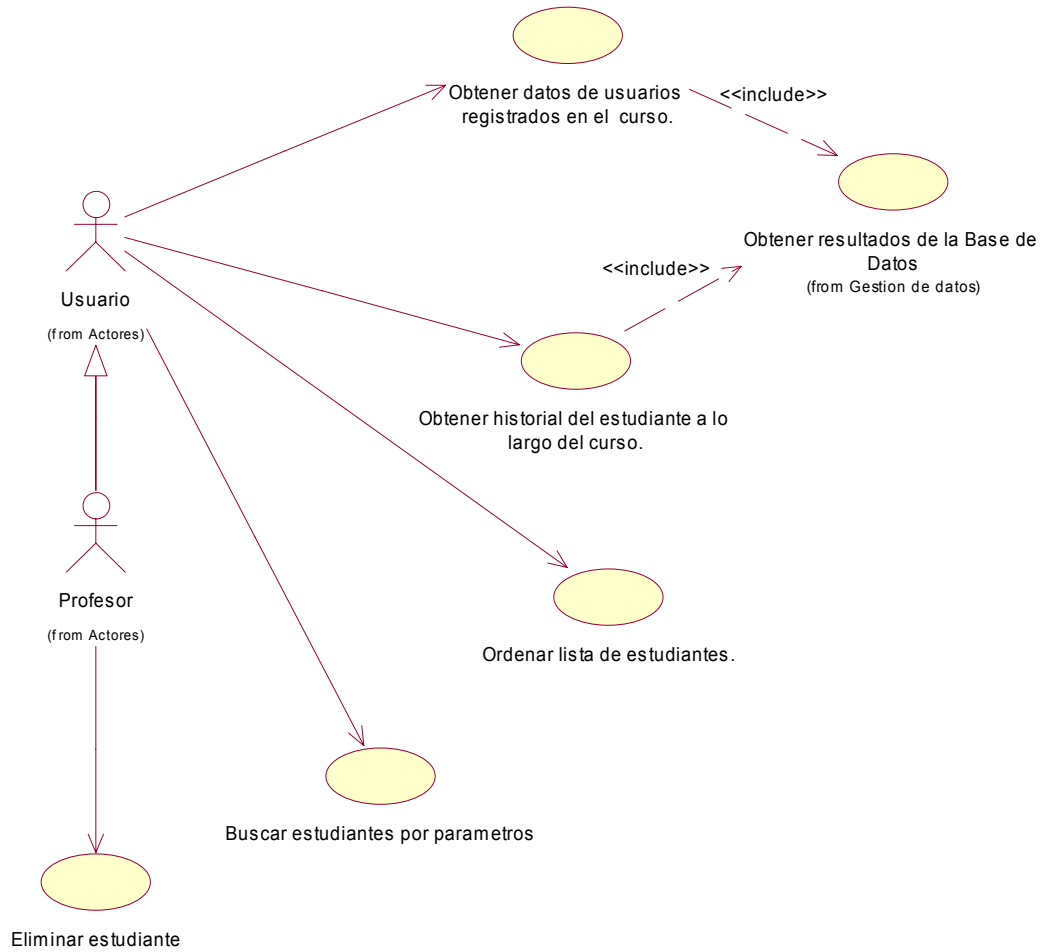 Obtener datos de usuarios
registrados en el curso.
<<include>>
Obtener resultados de la Base de
Datos
(from Gestion de datos)
<<include>>
Usuario
(from Actores)
Obtener historial del estudiante a lo
largo del curso.
Profesor
(from Actores)
Ordenar lista de estudiantes.
Buscar estudiantes por parametros
Eliminar estudiante